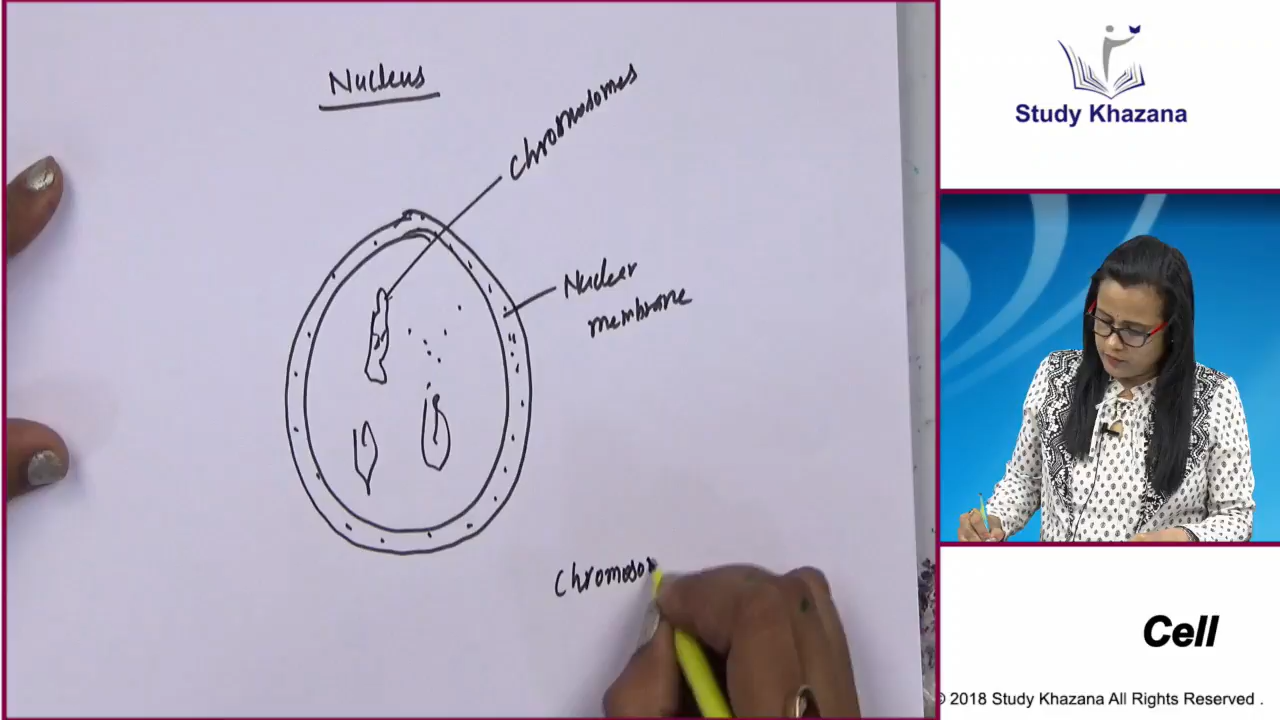 Nucleus
Chromosomes
Nuclear
membrane
Chromoso
Study Khazana
Cell
© 2018 Study Khazana All Rights Reserved .